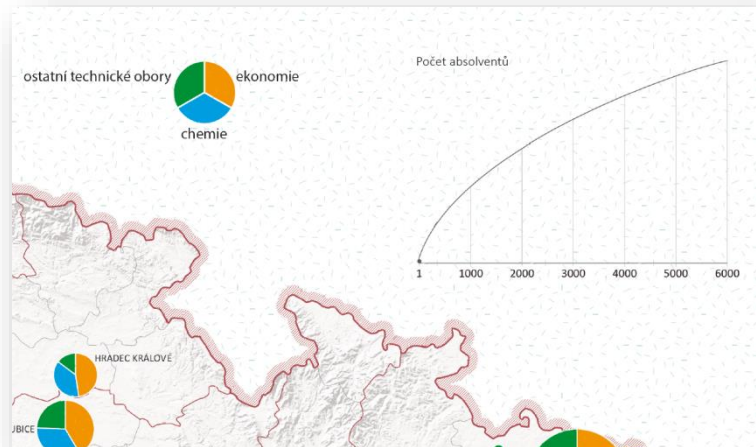 ostatní technické obory
ekonomie
chemie
Počet absolventů
1 1000 2000 3000 4000 5000 6000
HRADEC KRÁLOVÉ
UBICE